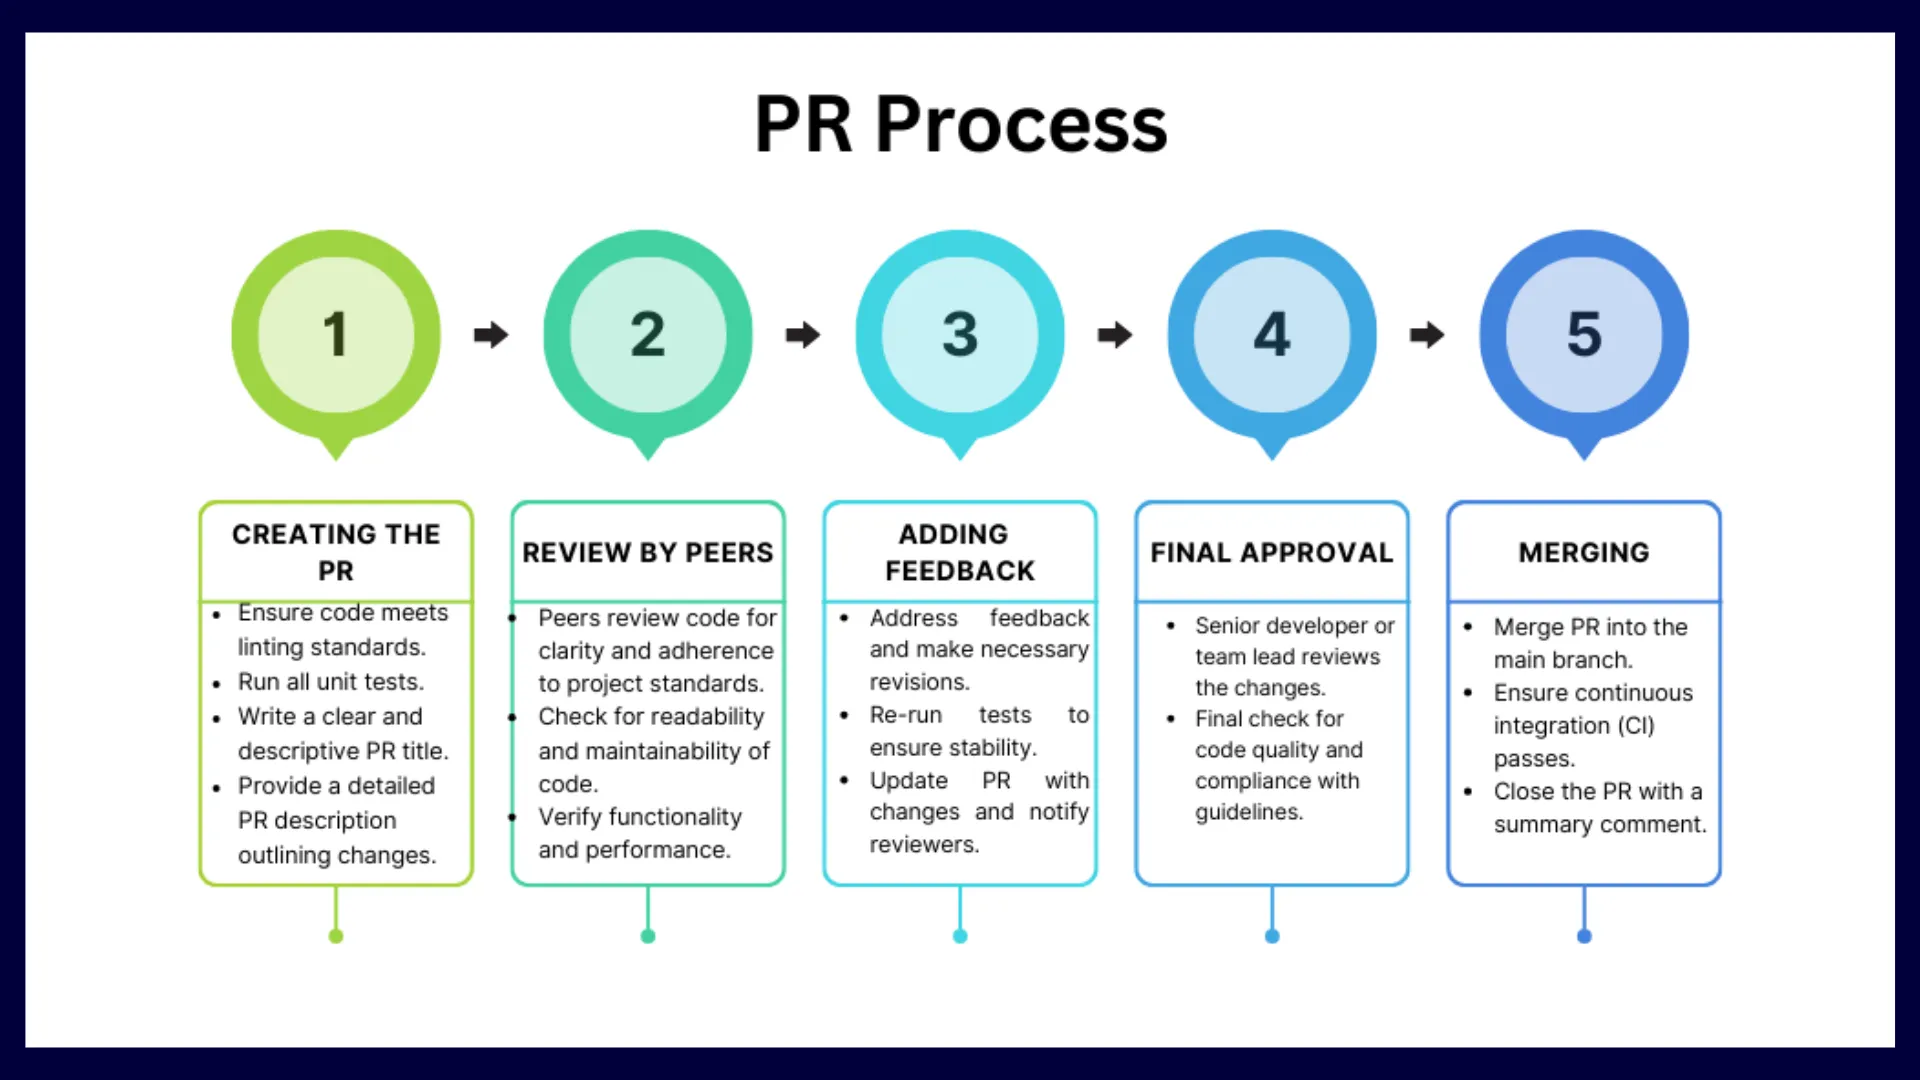 PR Process
1
2
3
4
5
CREATING THE
PR
• Ensure code meets
linting standards.
• Run all unit tests.
• Write a clear and
descriptive PR title.
• Provide a detailed
PR description
outlining changes.
REVIEW BY PEERS
• Peers review code for
clarity and adherence
to project standards.
• Check for readability
and maintainability of
code.
• Verify functionality
and performance.
ADDING
FEEDBACK
• Address feedback
and make necessary
revisions.
• Re-run tests to
ensure stability.
• Update PR with
changes and notify
reviewers.
FINAL APPROVAL
• Senior developer or
team lead reviews
the changes.
• Final check for
code quality and
compliance with
guidelines.
MERGING
• Merge PR into the
main branch.
• Ensure continuous
integration (CI)
passes.
• Close the PR with a
summary comment.